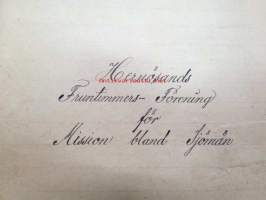 Hernösands
Fruntimmers-Förening
för
Mission bland Sjömän